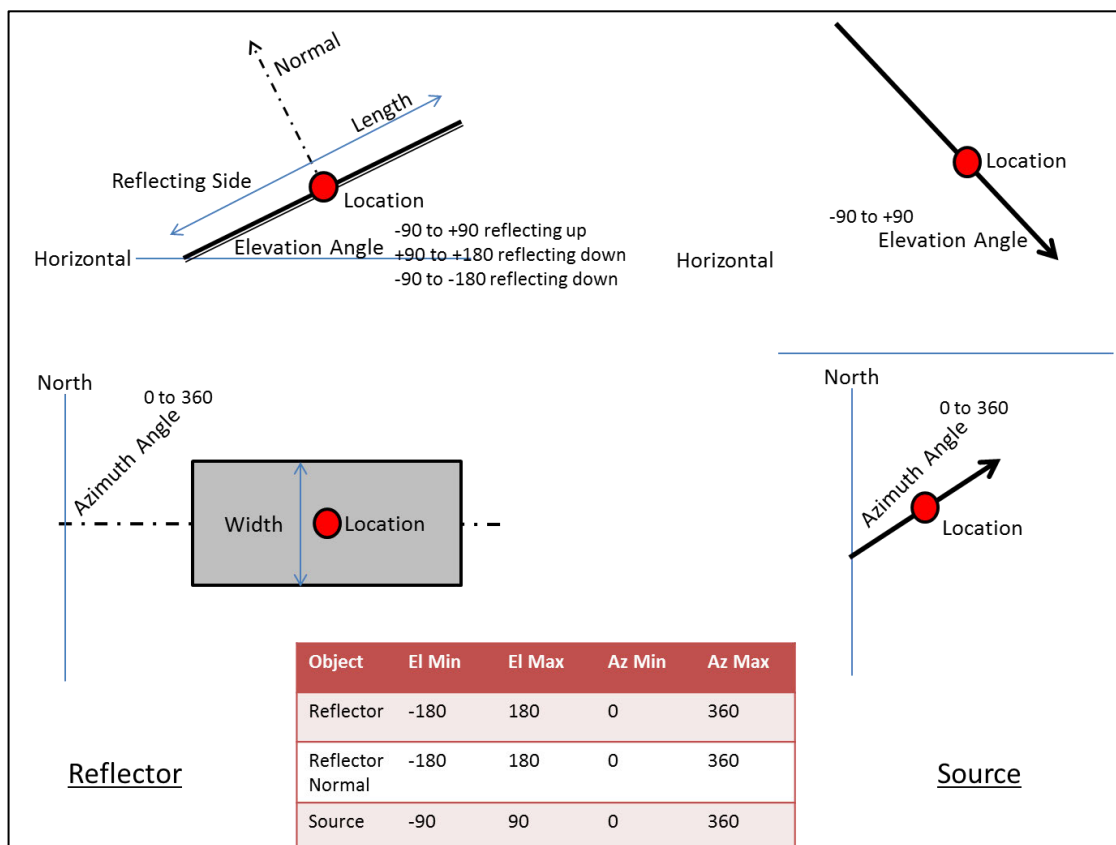 Normal
Length
Reflecting Side
Location
Elevation Angle
-90 to +90 reflecting up
+90 to +180 reflecting down
-90 to -180 reflecting down
Horizontal
Location
-90 to +90
Elevation Angle
Horizontal
North
0 to 360
Azimuth Angle
Width
Location
North
0 to 360
Azimuth Angle
Location
Object El Min El Max Az Min Az Max
Reflector -180 180 0 360
Reflector -180 180 0 360
Normal
Source -90 90 0 360
Reflector
Source